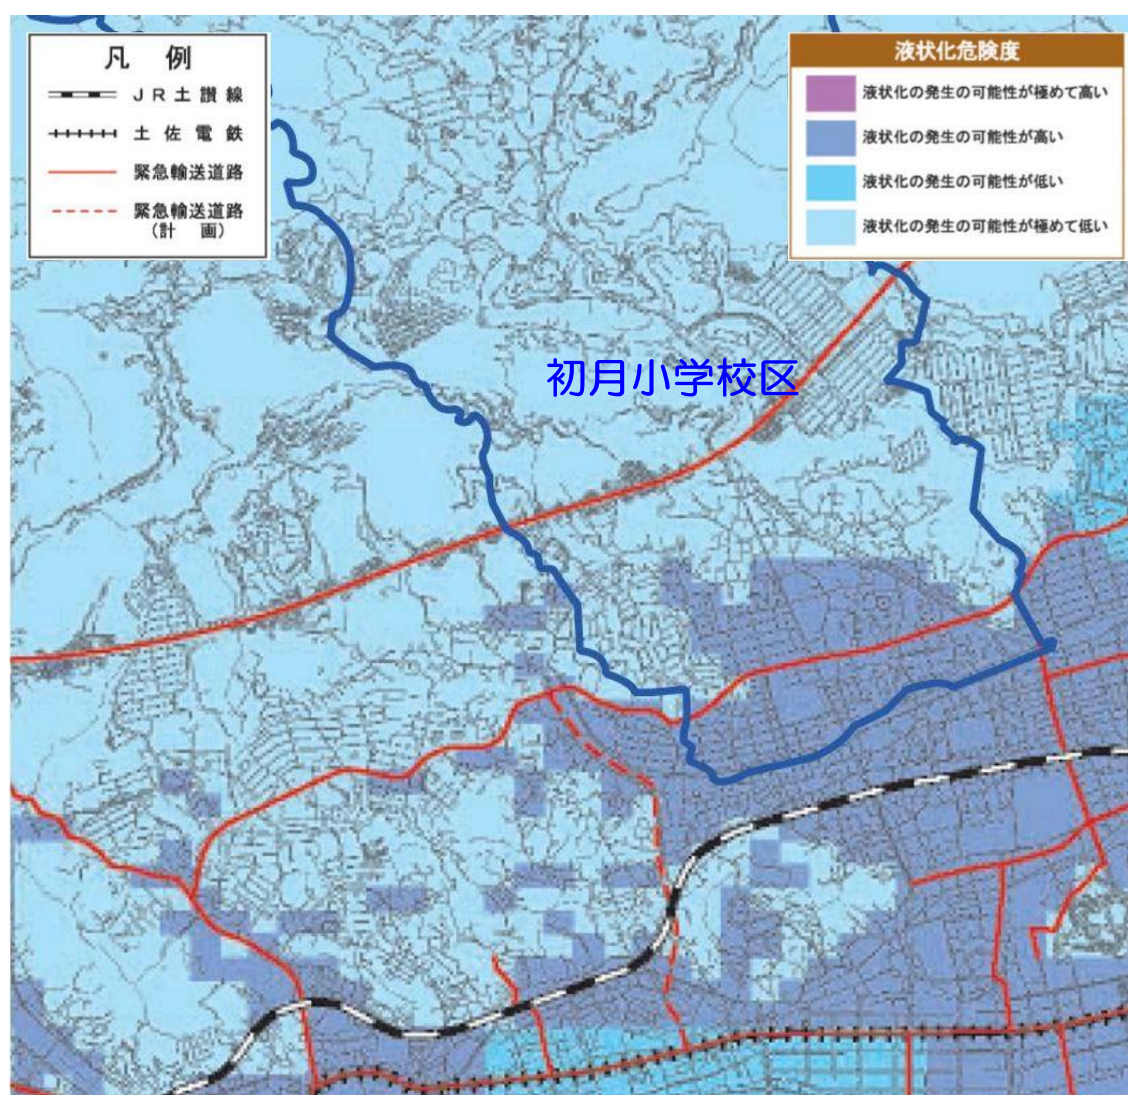 凡 例
JR土讃線
土佐電鉄
緊急輸送道路
緊急輸送道路
(計 画)
液状化危険度
液状化の発生の可能性が極めて高い
液状化の発生の可能性が高い
液状化の発生の可能性が低い
液状化の発生の可能性が極めて低い
初月小学校区